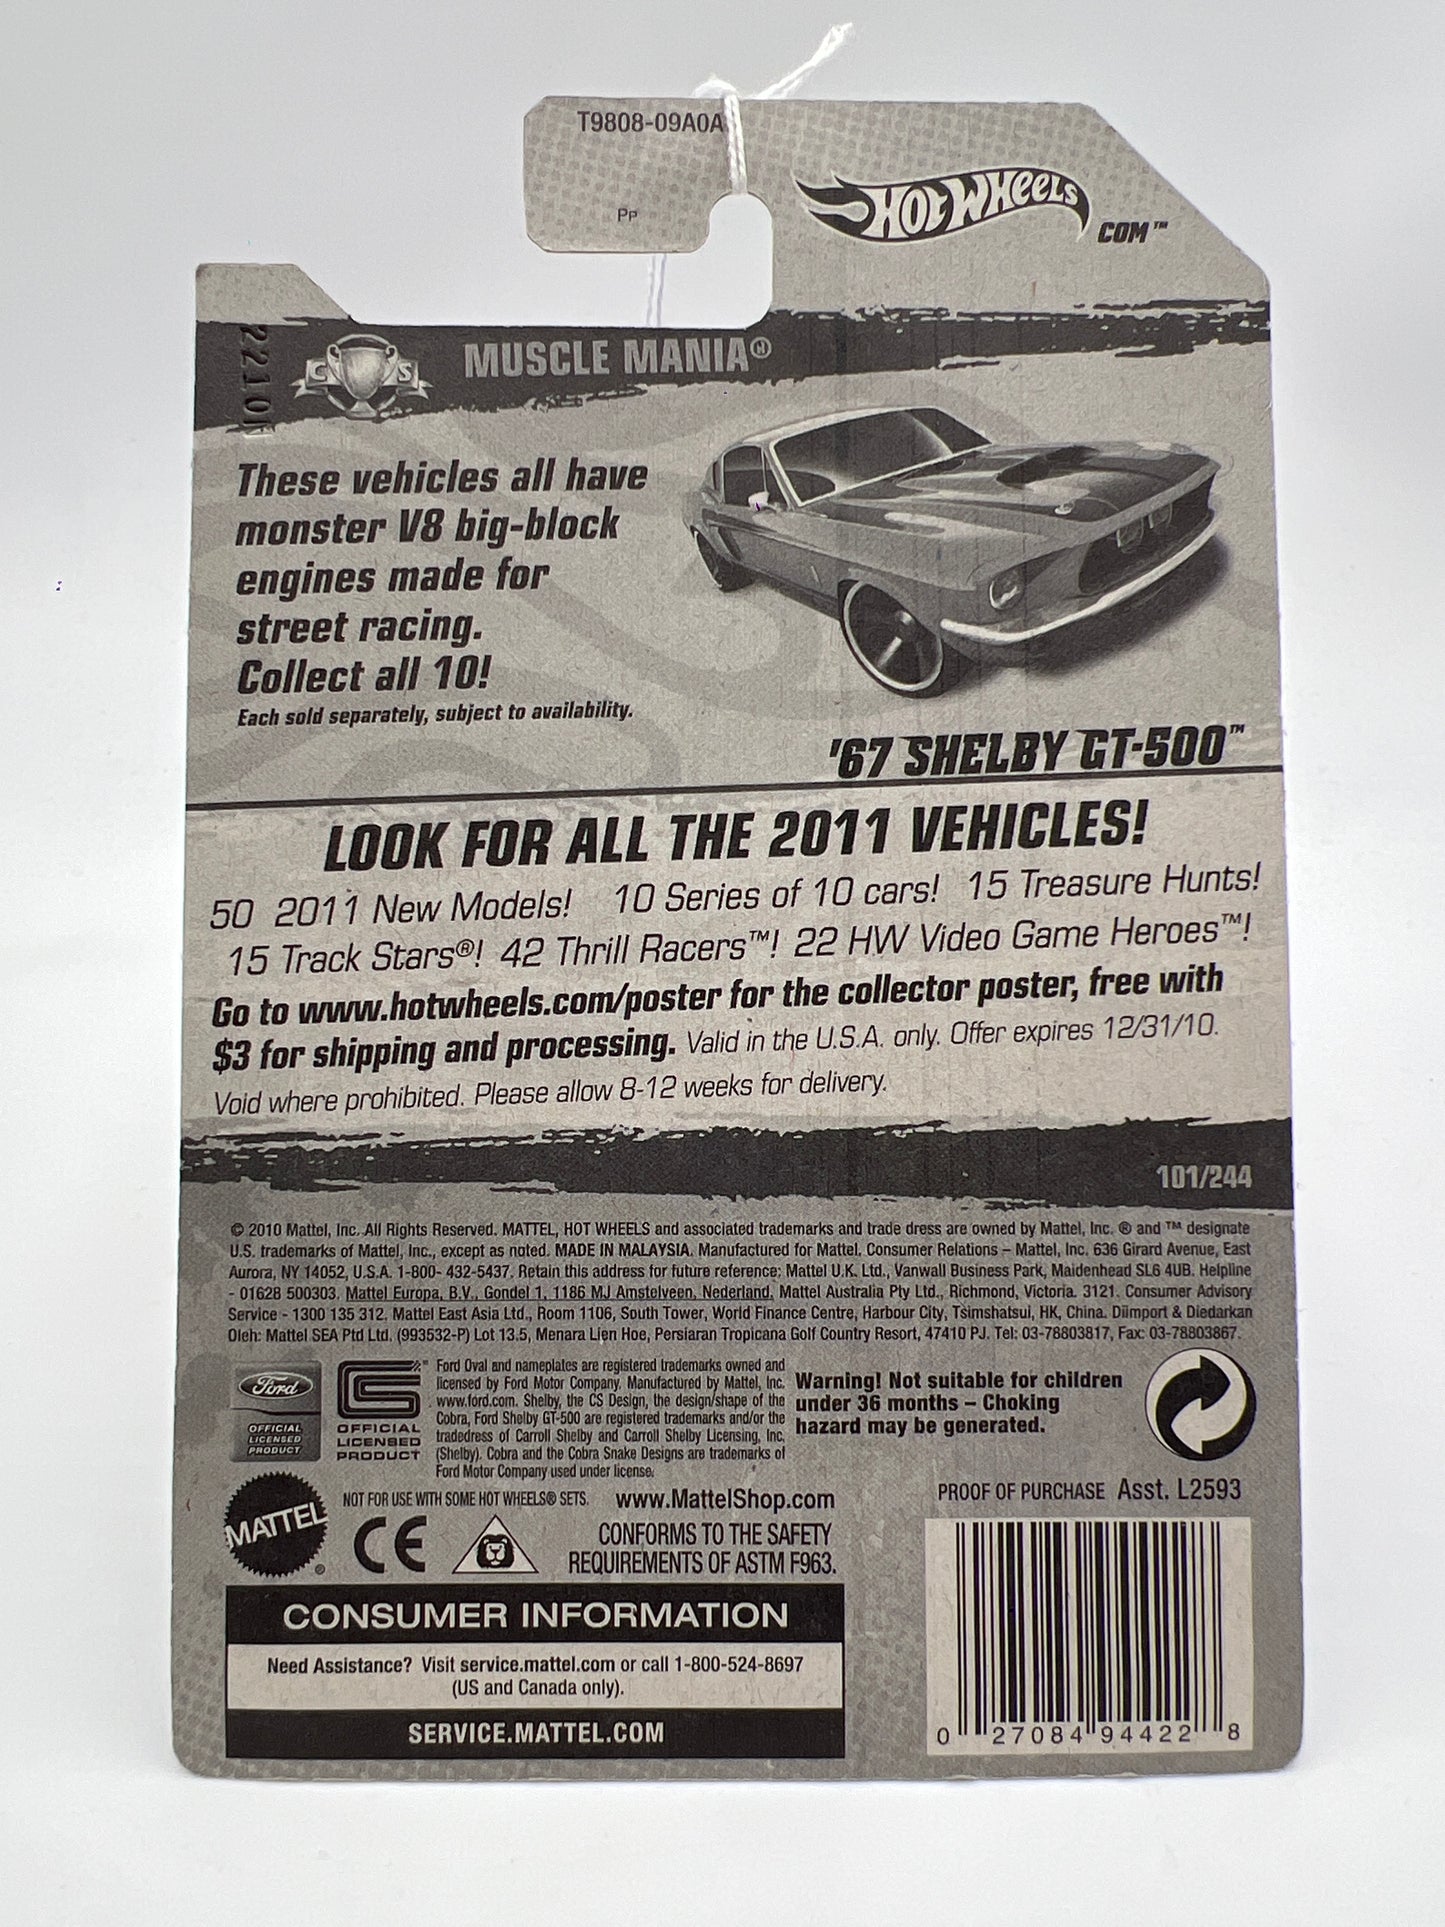 T9808-09A0A
Pp
HOT WHEELS
COM™
C S
MUSCLE MANIA®
These vehicles all have
monster V8 big-block
engines made for
street racing.
Collect all 10!
Each sold separately, subject to availability.
'67 SHELBY GT-500™
LOOK FOR ALL THE 2011 VEHICLES!
50 2011 New Models! 10 Series of 10 cars! 15 Treasure Hunts!
15 Track Stars®! 42 Thrill Racers™! 22 HW Video Game Heroes™!
Go to www.hotwheels.com/poster for the collector poster, free with
$3 for shipping and processing. Valid in the U.S.A. only. Offer expires 12/31/10.
Void where prohibited. Please allow 8-12 weeks for delivery.
101/244
© 2010 Mattel, Inc. All Rights Reserved. MATTEL, HOT WHEELS and associated trademarks and trade dress are owned by Mattel, Inc. ® and ™ designate
U.S. trademarks of Mattel, Inc., except as noted. MADE IN MALAYSIA. Manufactured for Mattel, Consumer Relations – Mattel, Inc. 636 Girard Avenue, East
Aurora, NY 14052, U.S.A. 1-800- 432-5437. Retain this address for future reference: Mattel U.K. Ltd., Vanwall Business Park, Maidenhead SL6 4UB. Helpline
- 01628 500303. Mattel Europa, B.V., Gondel 1, 1186 MJ Amstelveen, Nederland. Mattel Australia Pty Ltd., Richmond, Victoria. 3121. Consumer Advisory
Service - 1300 135 312. Mattel East Asia Ltd., Room 1106, South Tower, World Finance Centre, Harbour City, Tsimshatsui, HK, China. Diimport & Diedarkan
Oleh: Mattel SEA Ptd Ltd. (993532-P) Lot 13.5, Menara Lien Hoe, Persiaran Tropicana Golf Country Resort, 47410 PJ. Tel: 03-78803817, Fax: 03-78803867.
Ford
OFFICIAL
LICENSED
PRODUCT
CS™
OFFICIAL
LICENSED
PRODUCT
Ford Oval and nameplates are registered trademarks owned and
licensed by Ford Motor Company. Manufactured by Mattel, Inc.
www.ford.com. Shelby, the CS Design, the design/shape of the
Cobra, Ford Shelby GT-500 are registered trademarks and/or the
tradedress of Carroll Shelby and Carroll Shelby Licensing, Inc.
(Shelby). Cobra and the Cobra Snake Designs are trademarks of
Ford Motor Company used under license.
Warning! Not suitable for children
under 36 months – Choking
hazard may be generated.
MATTEL®
NOT FOR USE WITH SOME HOT WHEELS® SETS. www.MattelShop.com
CE
CONFORMS TO THE SAFETY
REQUIREMENTS OF ASTM F963.
PROOF OF PURCHASE Asst. L2593
CONSUMER INFORMATION
Need Assistance? Visit service.mattel.com or call 1-800-524-8697
(US and Canada only).
SERVICE.MATTEL.COM
0 27084 94422 8